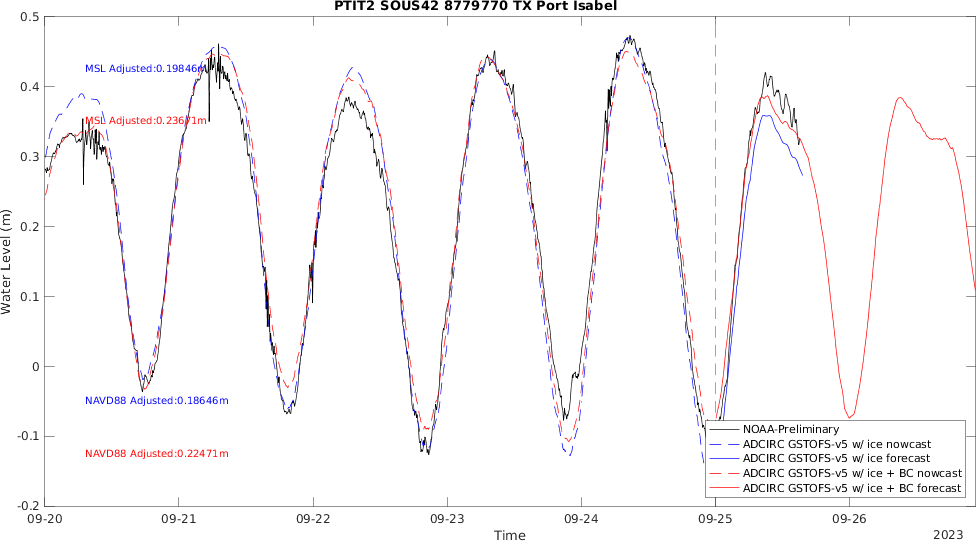 PTIT2 SOUS42 8779770 TX Port Isabel
0.5
0.4
0.3
0.2
0.1
0
-0.1
-0.2
Water Level (m)
MSL Adjusted:0.19846m
MSL Adjusted:0.23671m
NAVD88 Adjusted:0.18646m
NAVD88 Adjusted:0.22471m
NOAA-Preliminary
ADCIRC GSTOFS-v5 w/ ice nowcast
ADCIRC GSTOFS-v5 w/ ice forecast
ADCIRC GSTOFS-v5 w/ ice + BC nowcast
ADCIRC GSTOFS-v5 w/ ice + BC forecast
09-20 09-21 09-22 09-23 09-24 09-25 09-26
Time
2023